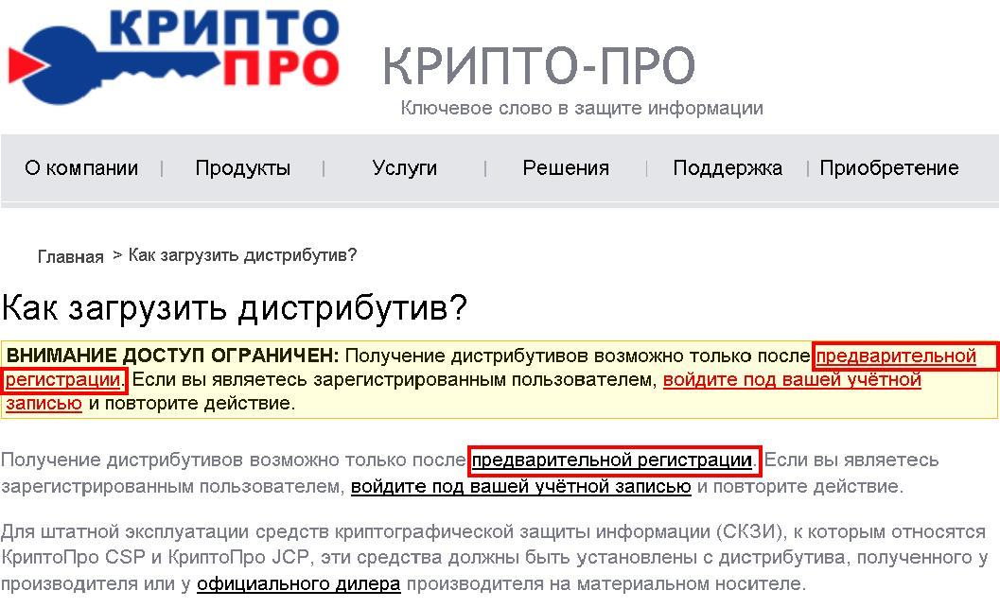 КРИПТО
ПРО
КРИПТО-ПРО
Ключевое слово в защите информации
О компании | Продукты | Услуги | Решения | Поддержка | Приобретение
Главная > Как загрузить дистрибутив?
Как загрузить дистрибутив?
ВНИМАНИЕ ДОСТУП ОГРАНИЧЕН: Получение дистрибутивов возможно только после предварительной
регистрации. Если вы являетесь зарегистрированным пользователем, войдите под вашей учётной
записью и повторите действие.
Получение дистрибутивов возможно только после предварительной регистрации. Если вы являетесь
зарегистрированным пользователем, войдите под вашей учётной записью и повторите действие.
Для штатной эксплуатации средств криптографической защиты информации (СКЗИ), к которым относятся
КриптоПро CSP и КриптоПро JCP, эти средства должны быть установлены с дистрибутива, полученного у
производителя или у официального дилера производителя на материальном носителе.